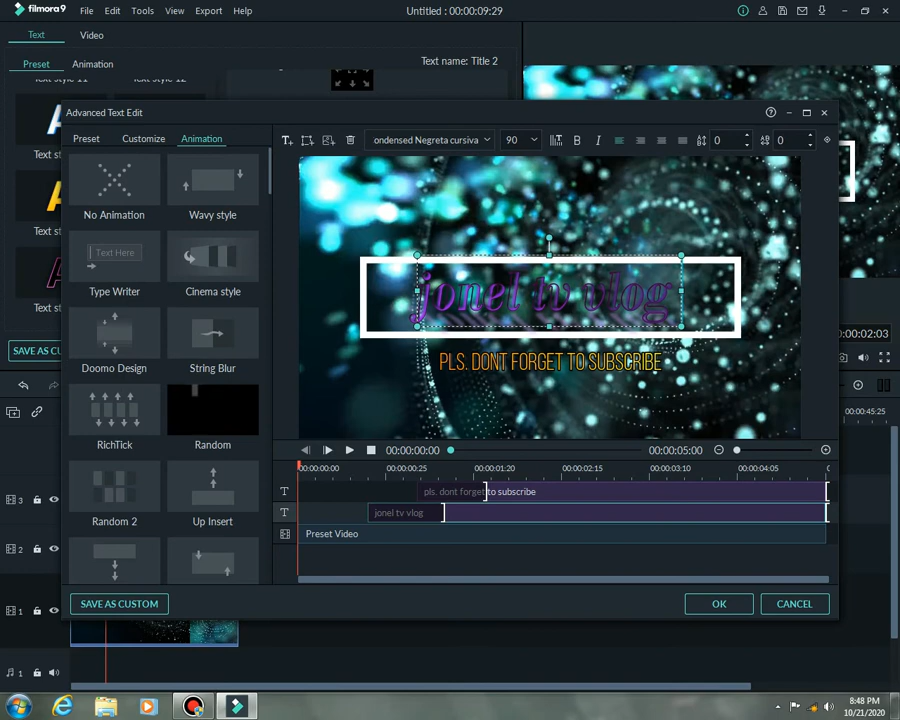 filmora 9
File
Edit
Tools
View
Export
Help
Untitled : 00:00:09:29
Text
Video
Preset
Animation
Text name: Title 2
Advanced Text Edit
Preset
Customize
Animation
ondensed Negreta cursiva
90
B
I
0
0
No Animation
Wavy style
Text Here
Type Writer
Cinema style
Doomo Design
String Blur
RichTick
Random
Random 2
Up Insert
jonel tv vlog
PLS. DONT FORGET TO SUBSCRIBE
00:00:00:00
00:00:05:00
00:00:00:00
00:00:00:25
00:00:01:20
00:00:02:15
00:00:03:10
00:00:04:05
T
pls. dont forget to subscribe
T
jonel tv vlog
Preset Video
SAVE AS CUSTOM
OK
CANCEL
SAVE AS CU
00:02:03
00:00:45:25
3
2
1
1
8:48 PM
10/21/2020